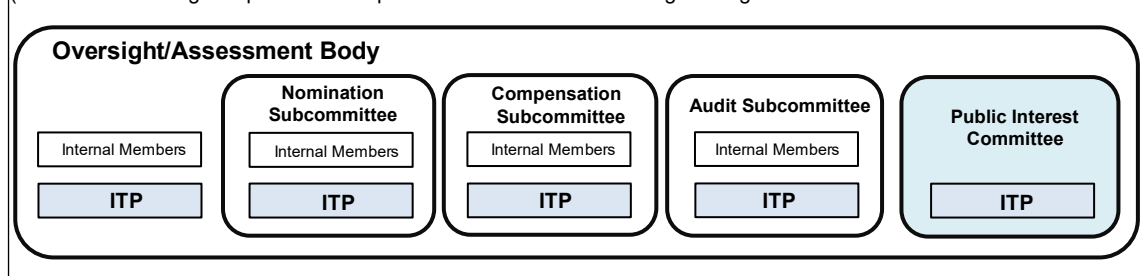 Oversight/Assessment Body
Nomination
Subcommittee
Compensation
Subcommittee
Audit Subcommittee
Public Interest
Committee
Internal Members
Internal Members
Internal Members
Internal Members
ITP
ITP
ITP
ITP
ITP